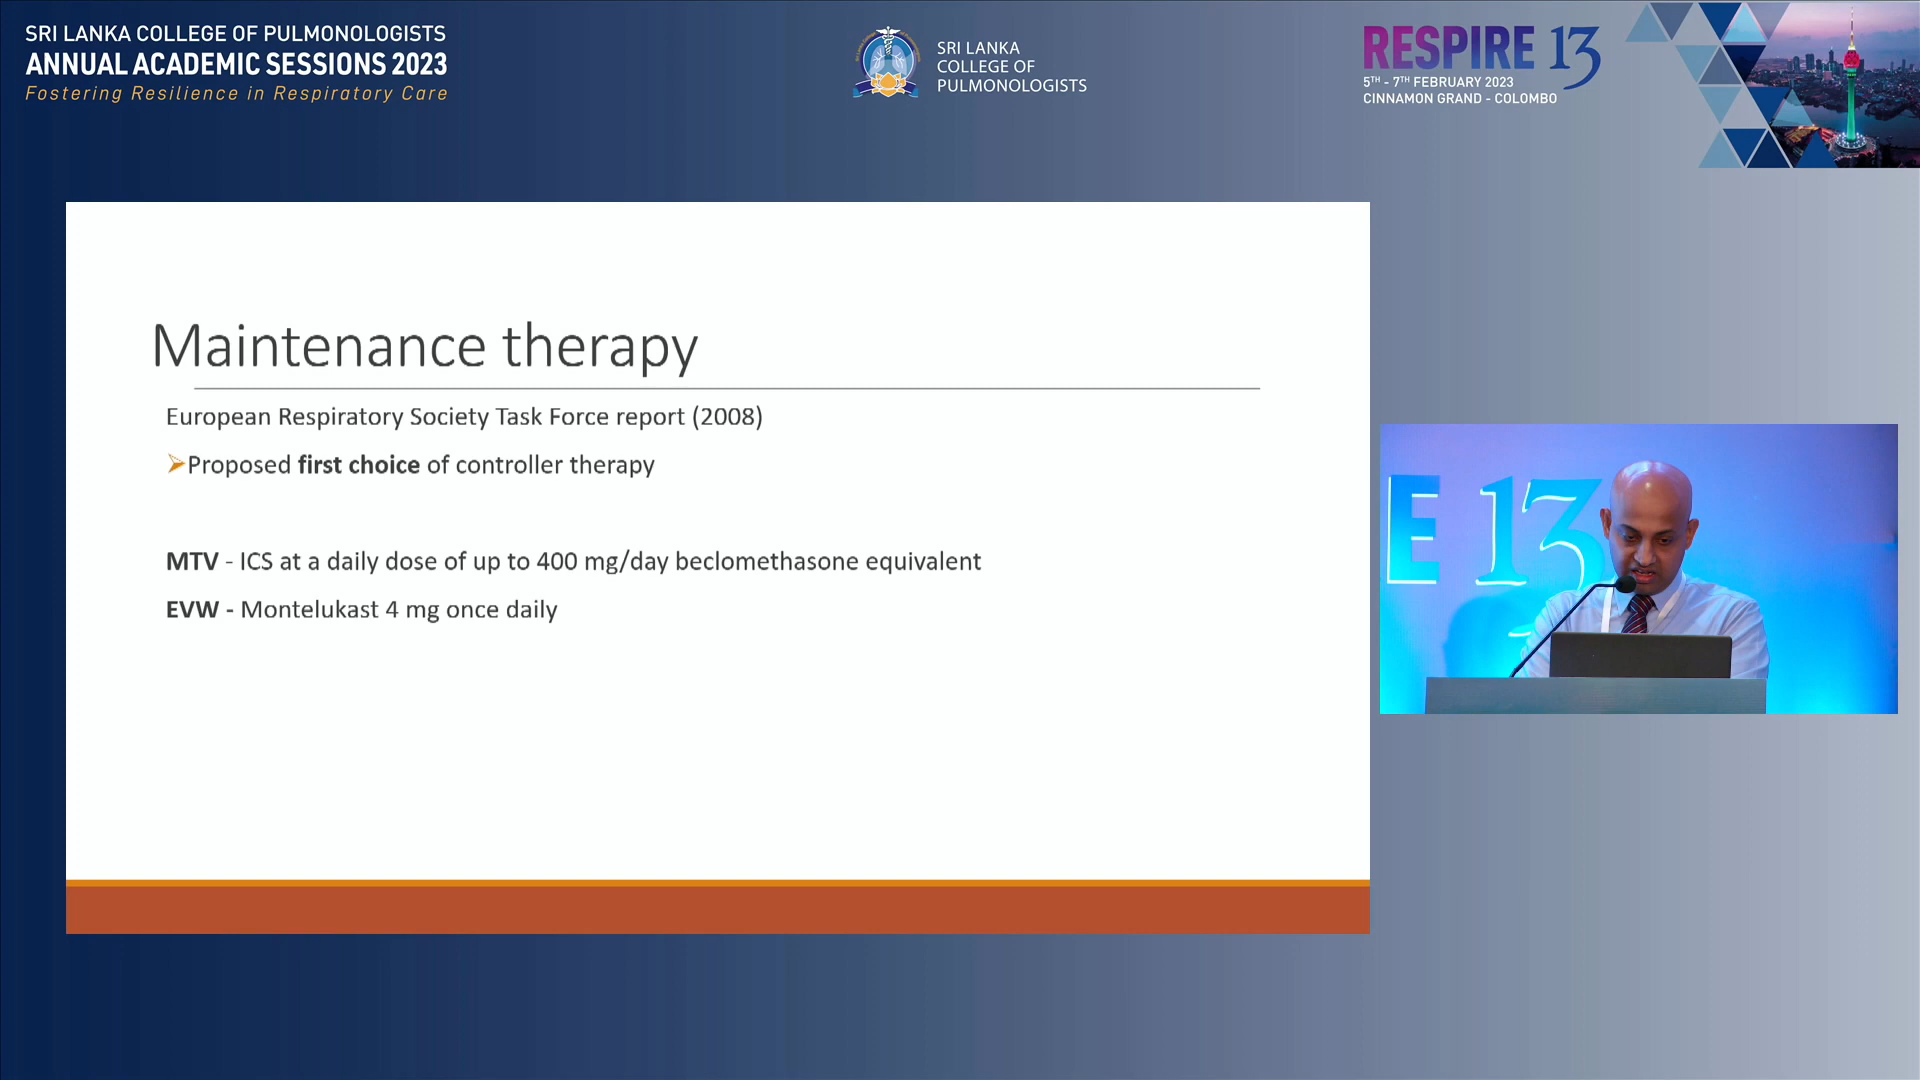 SRI LANKA COLLEGE OF PULMONOLOGISTS
ANNUAL ACADEMIC SESSIONS 2023
Fostering Resilience in Respiratory Care
SRI LANKA
COLLEGE OF
PULMONOLOGISTS
RESPIRE 13
5TH - 7TH FEBRUARY 2023
CINNAMON GRAND - COLOMBO
Maintenance therapy
European Respiratory Society Task Force report (2008)
➢Proposed first choice of controller therapy
MTV - ICS at a daily dose of up to 400 mg/day beclomethasone equivalent
EVW - Montelukast 4 mg once daily
E 13